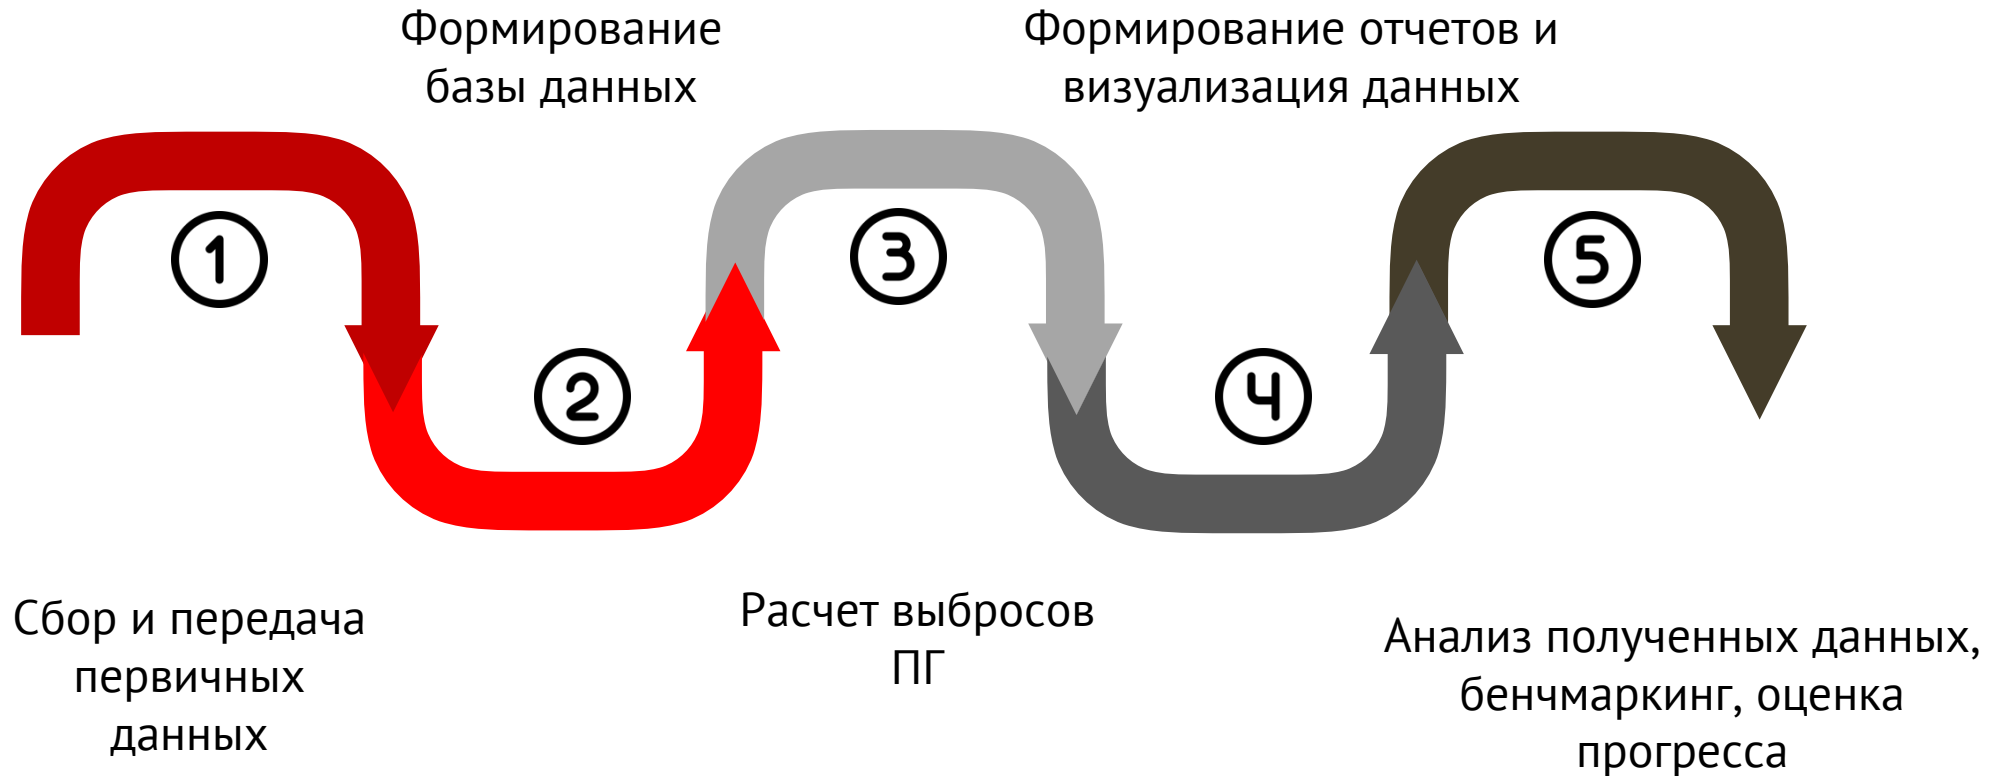 Формирование
базы данных
Формирование отчетов и
визуализация данных
1
2
3
4
5
Сбор и передача
первичных
данных
Расчет выбросов
ПГ
Анализ полученных данных,
бенчмаркинг, оценка
прогресса